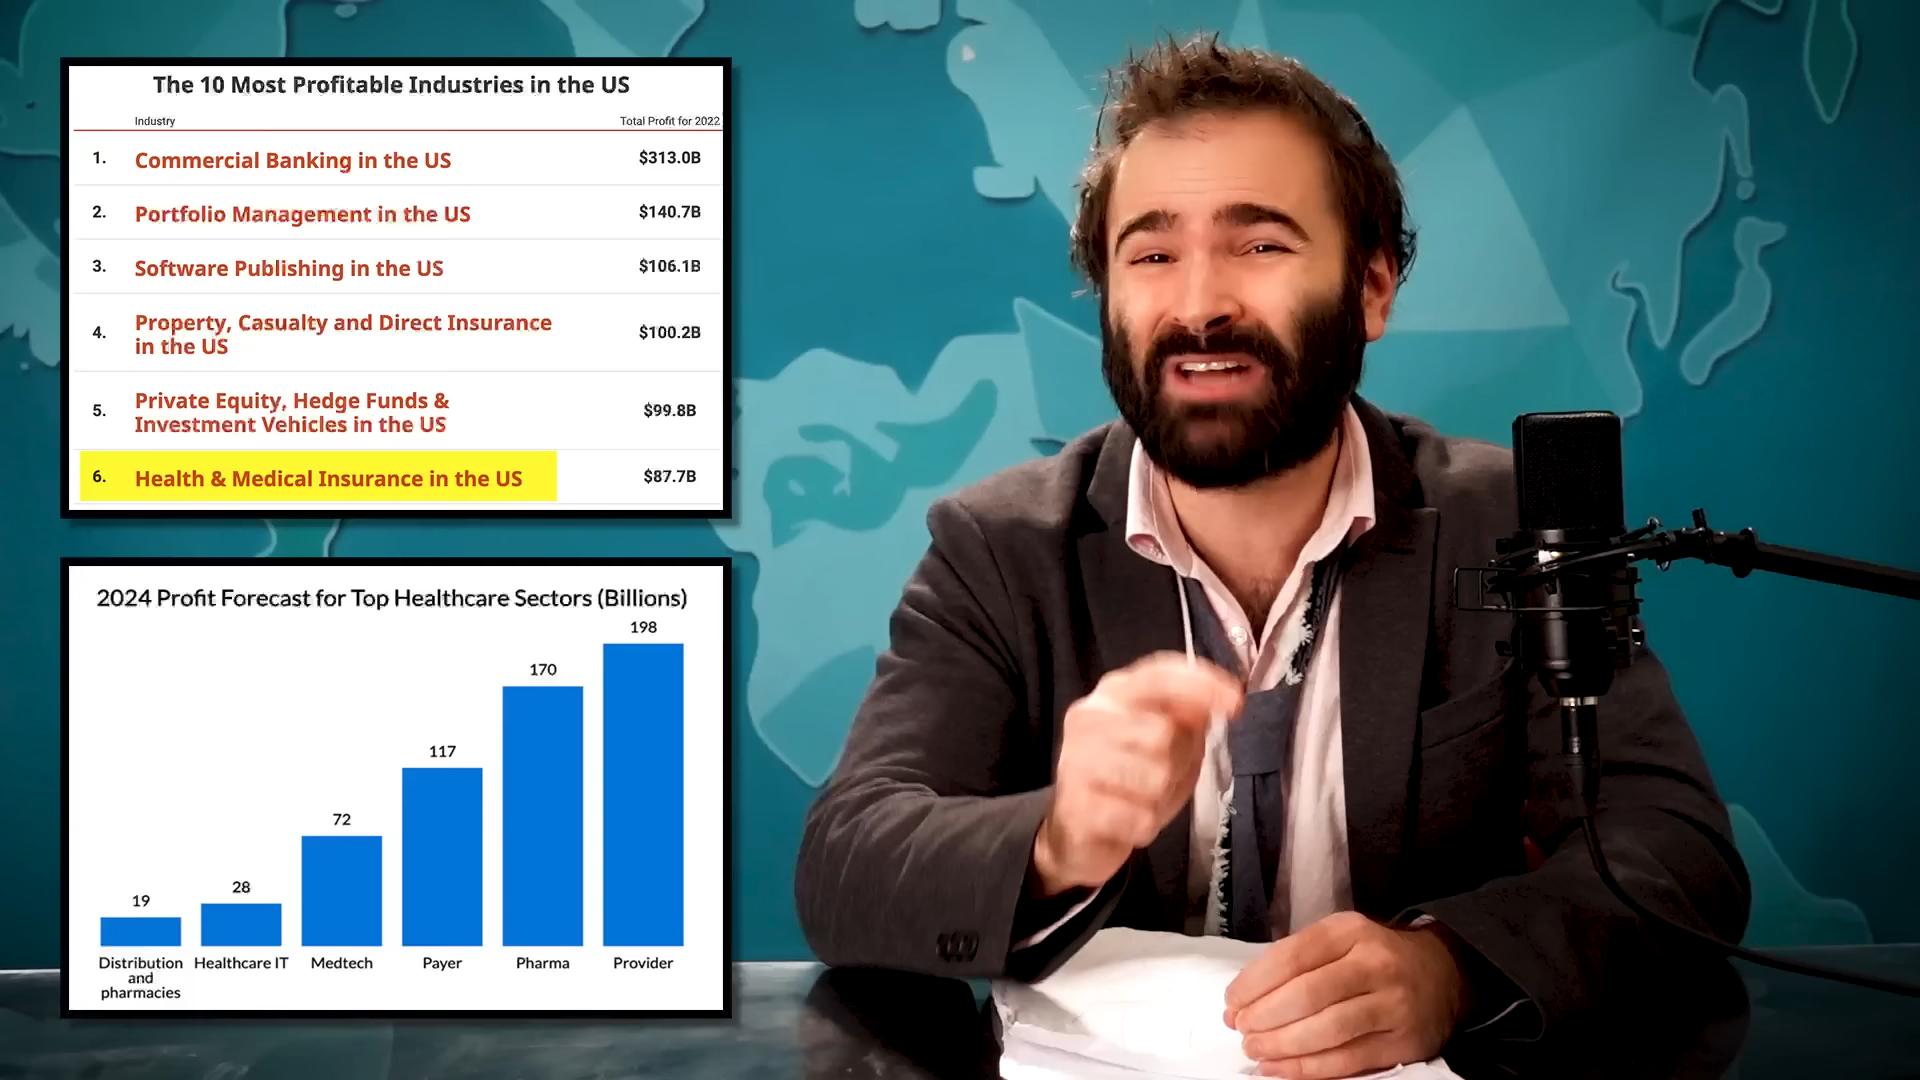 The 10 Most Profitable Industries in the US
Industry Total Profit for 2022
1. Commercial Banking in the US $313.0B
2. Portfolio Management in the US $140.7B
3. Software Publishing in the US $106.1B
4. Property, Casualty and Direct Insurance
in the US $100.2B
5. Private Equity, Hedge Funds &
Investment Vehicles in the US $99.8B
6. Health & Medical Insurance in the US $87.7B
2024 Profit Forecast for Top Healthcare Sectors (Billions)
19 28 72 117 170 198
Distribution
and
pharmacies
Healthcare IT
Medtech
Payer
Pharma
Provider